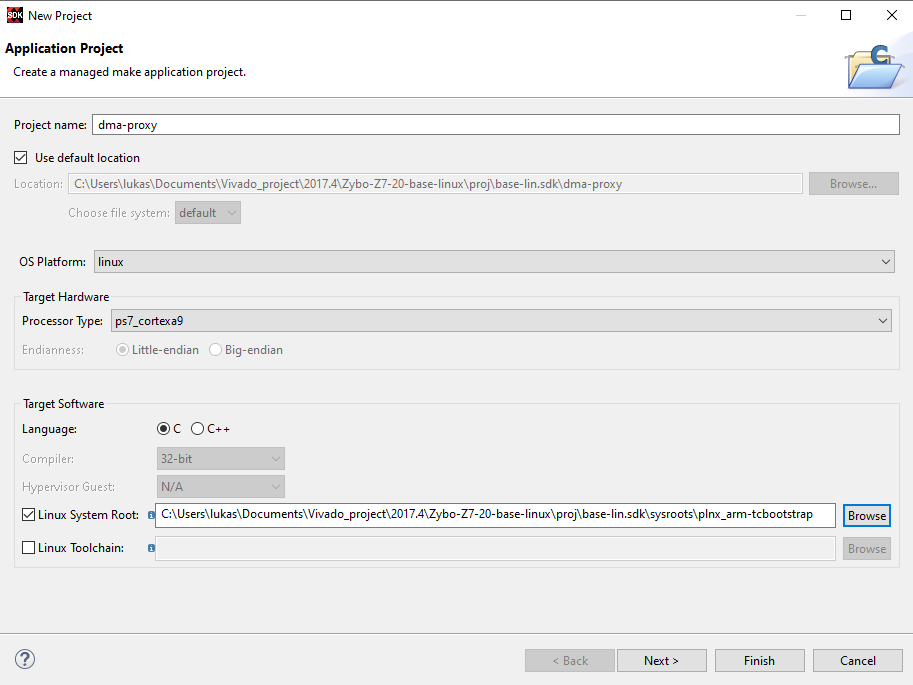 SDK New Project
Application Project
Create a managed make application project.
Project name: dma-proxy
Use default location
Location: C:\Users\lukas\Documents\Vivado_project\2017.4\Zybo-Z7-20-base-linux\proj\base-lin.sdk\dma-proxy Browse...
Choose file system: default
OS Platform: linux
Target Hardware
Processor Type: ps7_cortexa9
Endianness: Little-endian Big-endian
Target Software
Language: C C++
Compiler: 32-bit
Hypervisor Guest: N/A
Linux System Root: C:\Users\lukas\Documents\Vivado_project\2017.4\Zybo-Z7-20-base-linux\proj\base-lin.sdk\sysroots\plnx_arm-tcbootstrap Browse
Linux Toolchain: Browse
? < Back Next > Finish Cancel